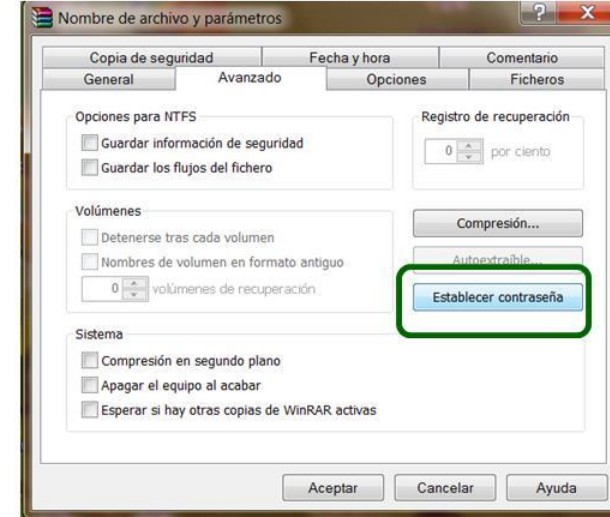 Nombre de archivo y parámetros
Copia de seguridad Fecha y hora Comentario
General Avanzado Opciones Ficheros
Opciones para NTFS
Guardar información de seguridad
Guardar los flujos del fichero
Registro de recuperación
0 por ciento
Volúmenes
Detenerse tras cada volumen
Nombres de volumen en formato antiguo
0 volúmenes de recuperación
Compresión...
Autoextraíble...
Establecer contraseña
Sistema
Compresión en segundo plano
Apagar el equipo al acabar
Esperar si hay otras copias de WinRAR activas
Aceptar Cancelar Ayuda